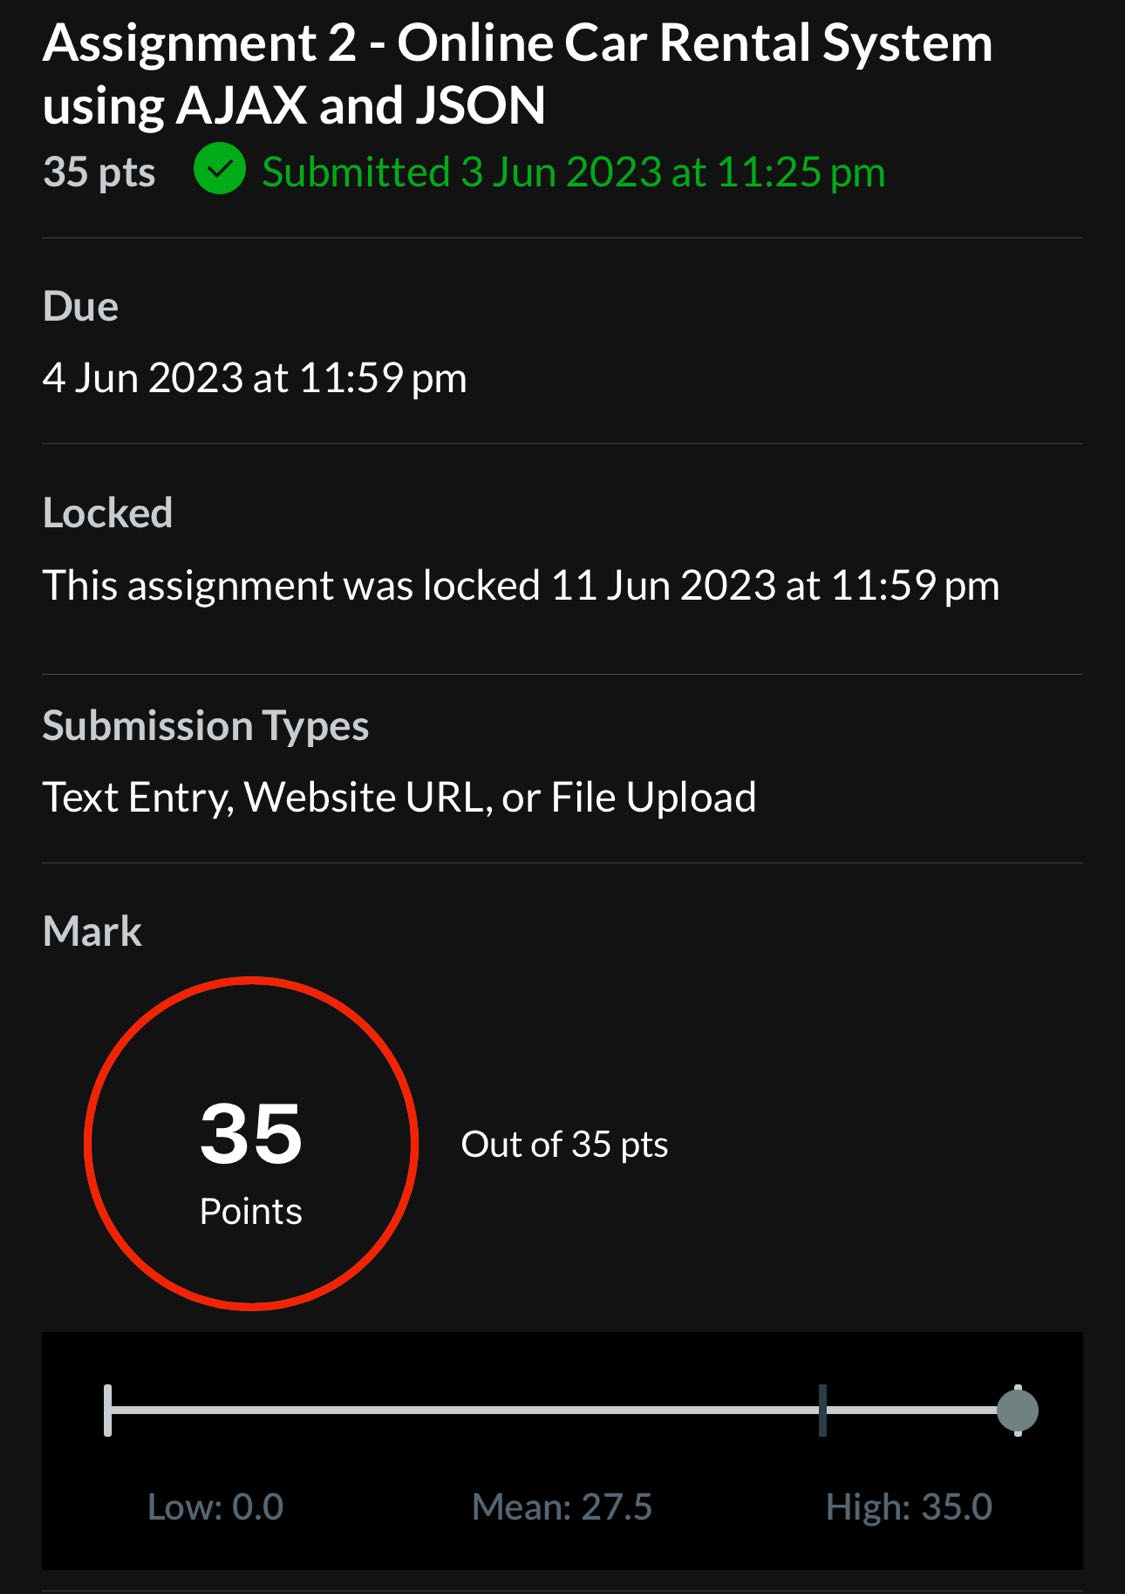 Assignment 2 - Online Car Rental System
using AJAX and JSON
35 pts Submitted 3 Jun 2023 at 11:25 pm
Due
4 Jun 2023 at 11:59 pm
Locked
This assignment was locked 11 Jun 2023 at 11:59 pm
Submission Types
Text Entry, Website URL, or File Upload
Mark
35
Points
Out of 35 pts
Low: 0.0 Mean: 27.5 High: 35.0